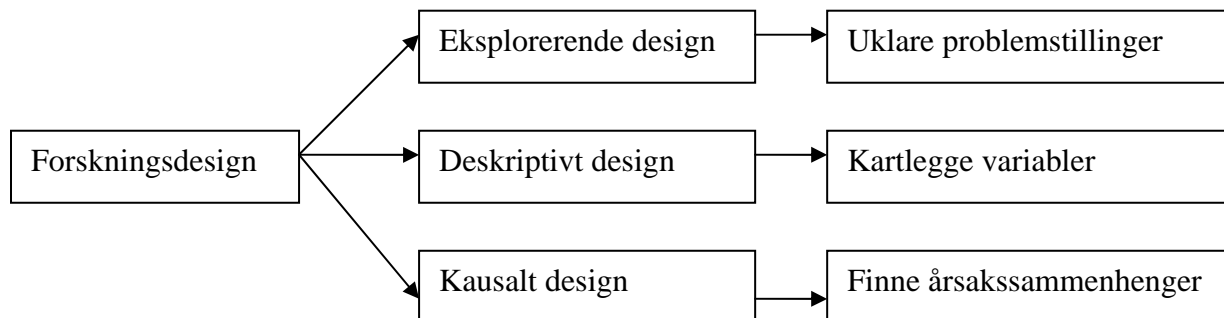 Eksplorerende design
Uklare problemstillinger
Forskningsdesign
Deskriptivt design
Kartlegge variabler
Kausalt design
Finne årsakssammenhenger